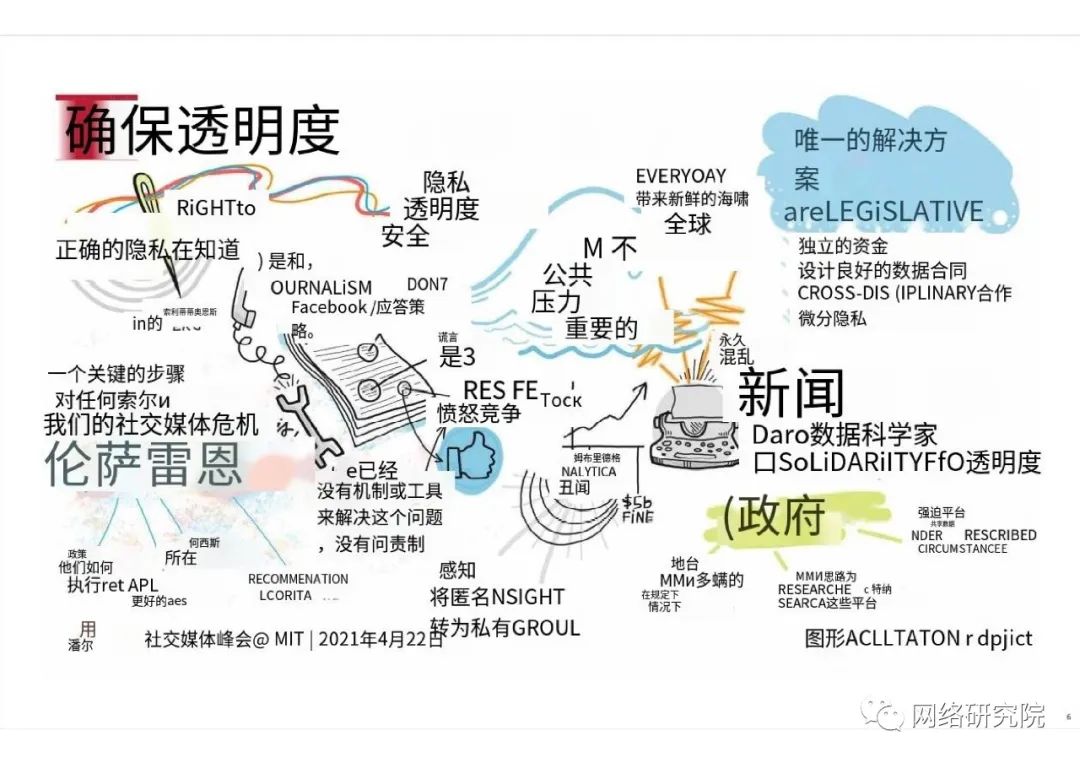 确保透明度
唯一的解决方
案
areLEGiSLATIVE
独立的资金
设计良好的数据合同
CROSS-DIS (IPLINARY合作
微分隐私
EVERYOAY
带来新鲜的海啸
全球
隐私
透明度
安全
RiGHTto
正确的隐私在知道
索利蒂蒂奥恩斯
in的
) 是和，
OURNALiSM
DON7
Facebook /应答策
略。
M 不
公共
压力
重要的
谎言
是3
RES FE
Tock
愤怒竞争
永久
混乱
新闻
Daro数据科学家
口SoLiDARiITYFfO透明度
一个关键的步骤
对任何索尔и
我们的社交媒体危机
伦萨雷恩
e已经
没有机制或工具
来解决这个问题
，没有问责制
姆布里德格
NALYTICA
丑闻
$5b
FiNE
(政府
强迫平台
共享数据
NDER RESCRIBED
CIRCUMSTANCEE
政策
他们如何
执行ret APL
更好的aes
何西斯
所在
RECOMMENATION
LCORITA
感知
将匿名NSIGHT
转为私有GROUL
地台
MMи多螨的
在规定下
情况下
MMИ思路为
RESEARCHE c 特纳
SEARCA这些平台
用
潘尔
社交媒体峰会@ MIT | 2021年4月22日
图形ACLLTATON r dpjict
网络研究院
6